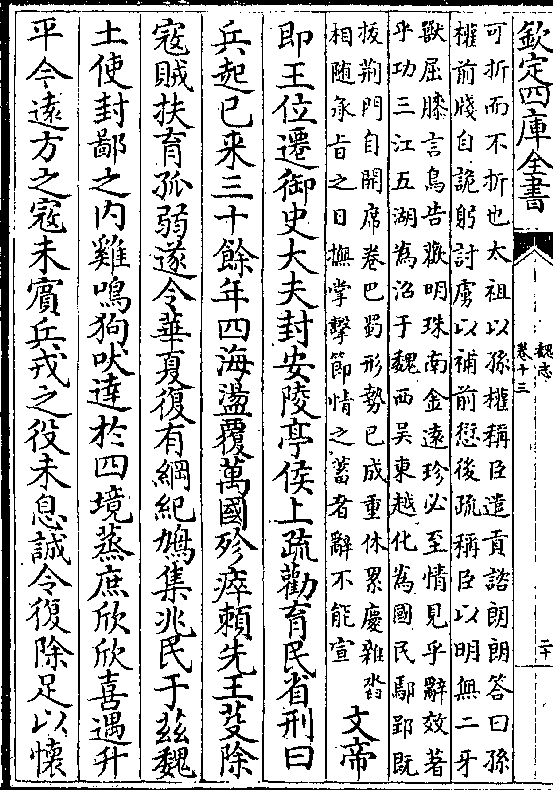 欽定四庫全書
魏志
卷十三
二十
可折而不折也太祖以孫權稱臣遣貢諮朗朗答曰孫
權前牋自詭躬討虜以補前愆後疏稱臣以明無二牙
獸屈膝言鳥告歡明珠南金遠珍必至情見乎辭效著
乎功三江五湖為沼于魏西吳東越化為國民鄢郢既
拔荆門自開席卷巴蜀形勢已成重休累慶雜沓
相随承旨之日撫掌擊節情之蓄者辭不能宣
文帝
即王位遷御史大夫封安陵亭侯上疏勸育民省刑曰
兵起已来三十餘年四海盪覆萬國殄瘁賴先王芟除
寇賊扶育孤弱遂令華夏復有綱紀鳩集兆民于兹魏
土使封鄙之内雞鳴狗吠達於四境蒸庶欣欣喜遇升
平今遠方之寇未賓兵戎之役未息誠令復除足以懷